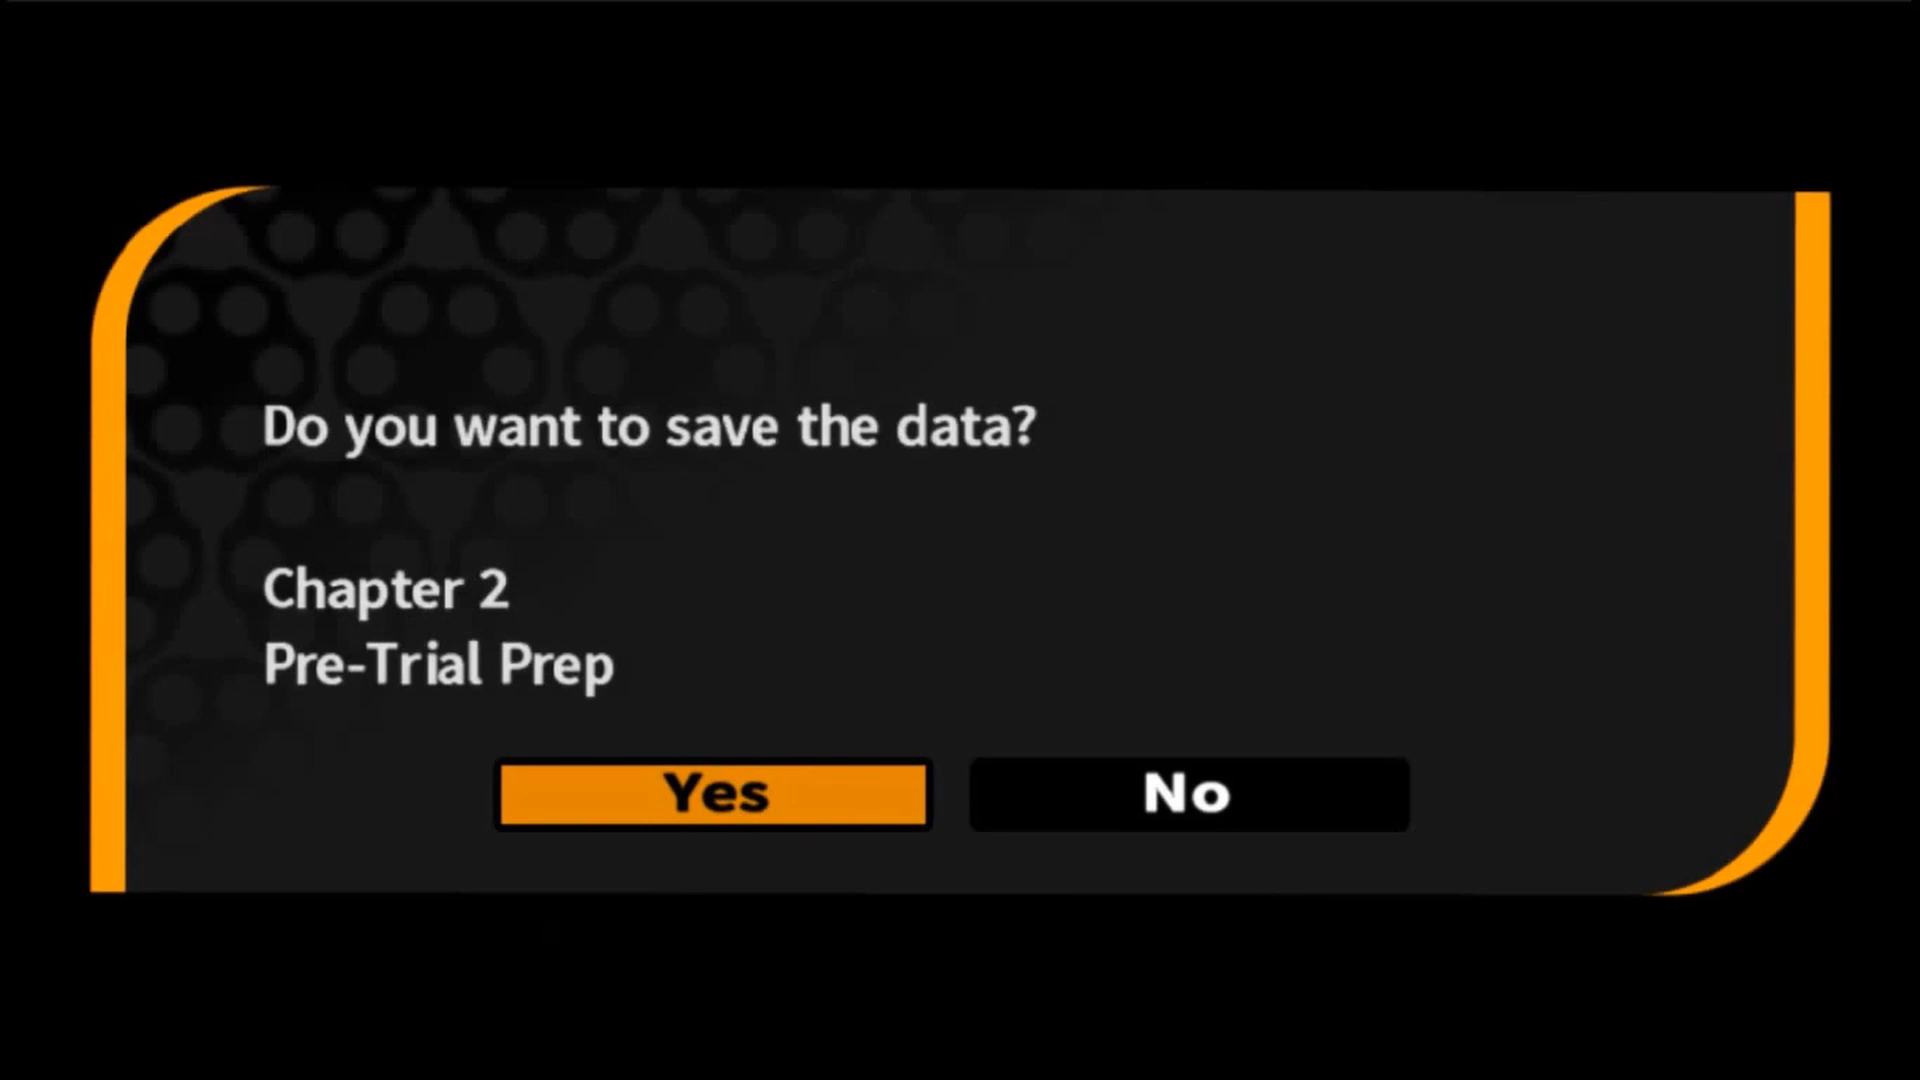 Do you want to save the data?
Chapter 2
Pre-Trial Prep
Yes
No